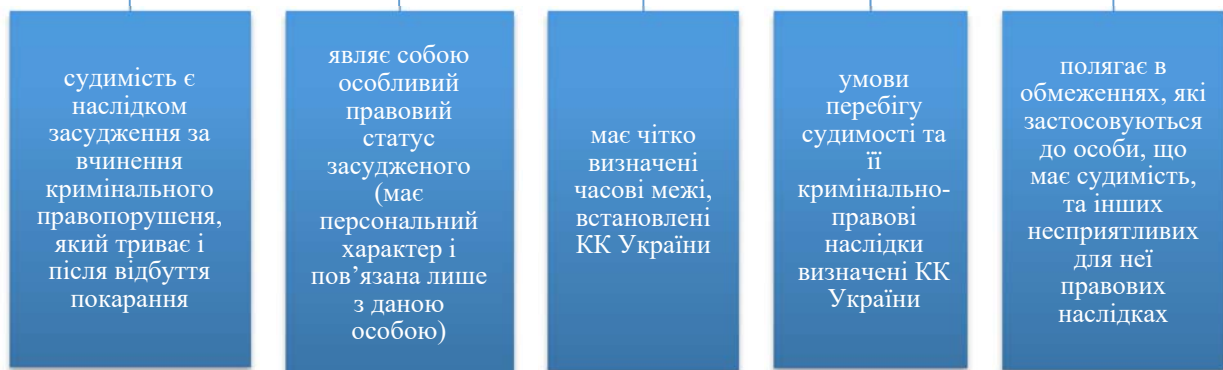 судимість є
наслідком
засудження за
вчинення
кримінального
правопорушеня,
який триває і
після відбуття
покарання
являє собою
особливий
правовий
статус
засудженого
(має
персональний
характер і
пов’язана лише
з даною
особою)
має чітко
визначені
часові межі,
встановлені
КК України
умови
перебігу
судимості та
її
кримінально-
правові
наслідки
визначені КК
України
полягає в
обмеженнях, які
застосовуються
до особи, що
має судимість,
та інших
несприятливих
для неї
правових
наслідках